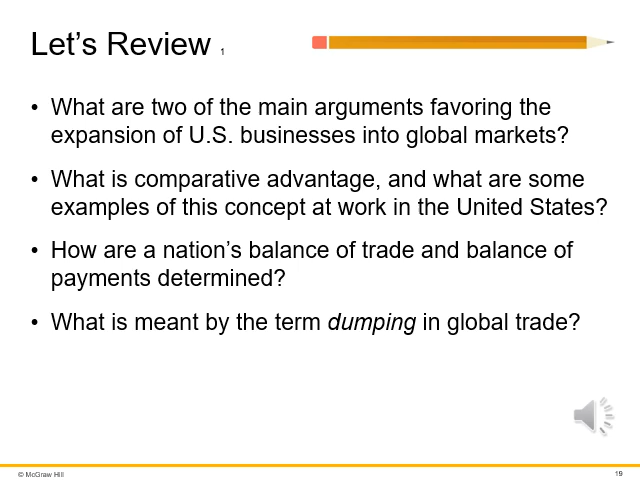 Let’s Review 1
• What are two of the main arguments favoring the
expansion of U.S. businesses into global markets?
• What is comparative advantage, and what are some
examples of this concept at work in the United States?
• How are a nation’s balance of trade and balance of
payments determined?
• What is meant by the term dumping in global trade?
© McGraw Hill
19